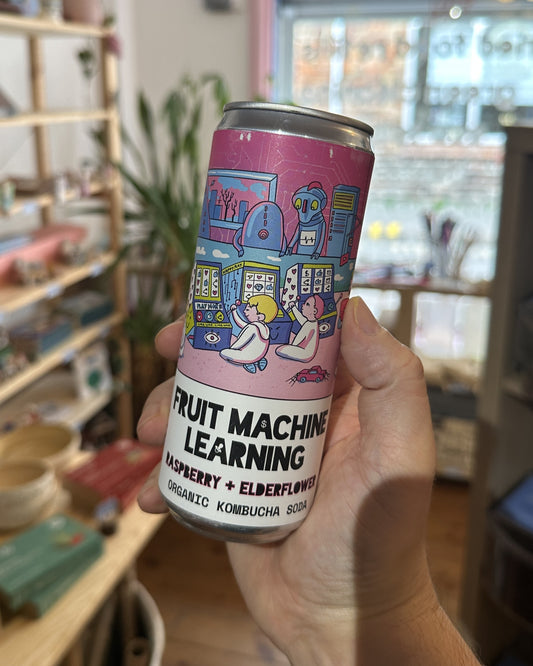 FRUIT MACHINE
LEARNING
RASPBERRY + ELDERFLOWER
ORGANIC KOMBUCHA SODA